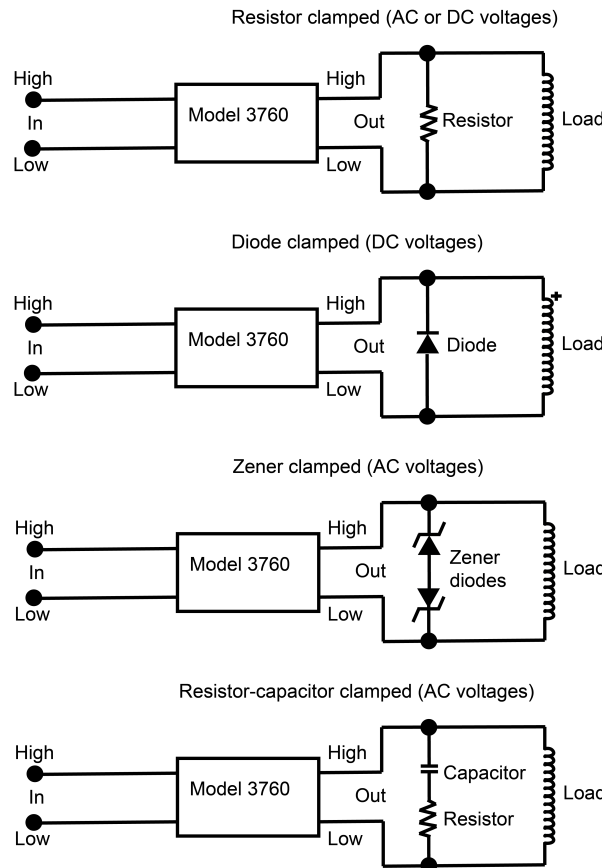 Resistor clamped (AC or DC voltages)
High
High
Model 3760
In
Out
Resistor
Load
Low
Low
Diode clamped (DC voltages)
High
High
+
Model 3760
In
Out
Diode
Load
Low
Low
Zener clamped (AC voltages)
High
High
Model 3760
In
Out
Zener
diodes
Load
Low
Low
Resistor-capacitor clamped (AC voltages)
High
High
Model 3760
Capacitor
In
Out
Load
Resistor
Low
Low